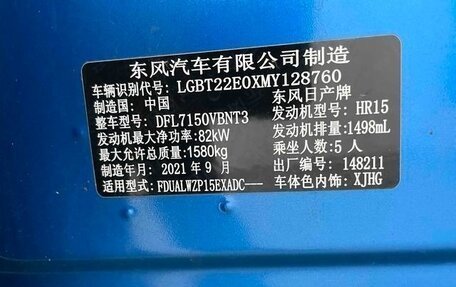 东风汽车有限公司制造
车辆识别代号: LGBT22E0XMY128760
制造国: 中国 东风日产牌
整车型号: DFL7150VBNT3 发动机型号: HR15
发动机最大净功率: 82kW 发动机排量: 1498mL
最大允许总质量: 1580kg 乘坐人数: 5 人
制造年月: 2021 年 9 月 出厂编号: 148211
适用型式: FDUALWZP15EXADC--- 车体色内饰: XJHG